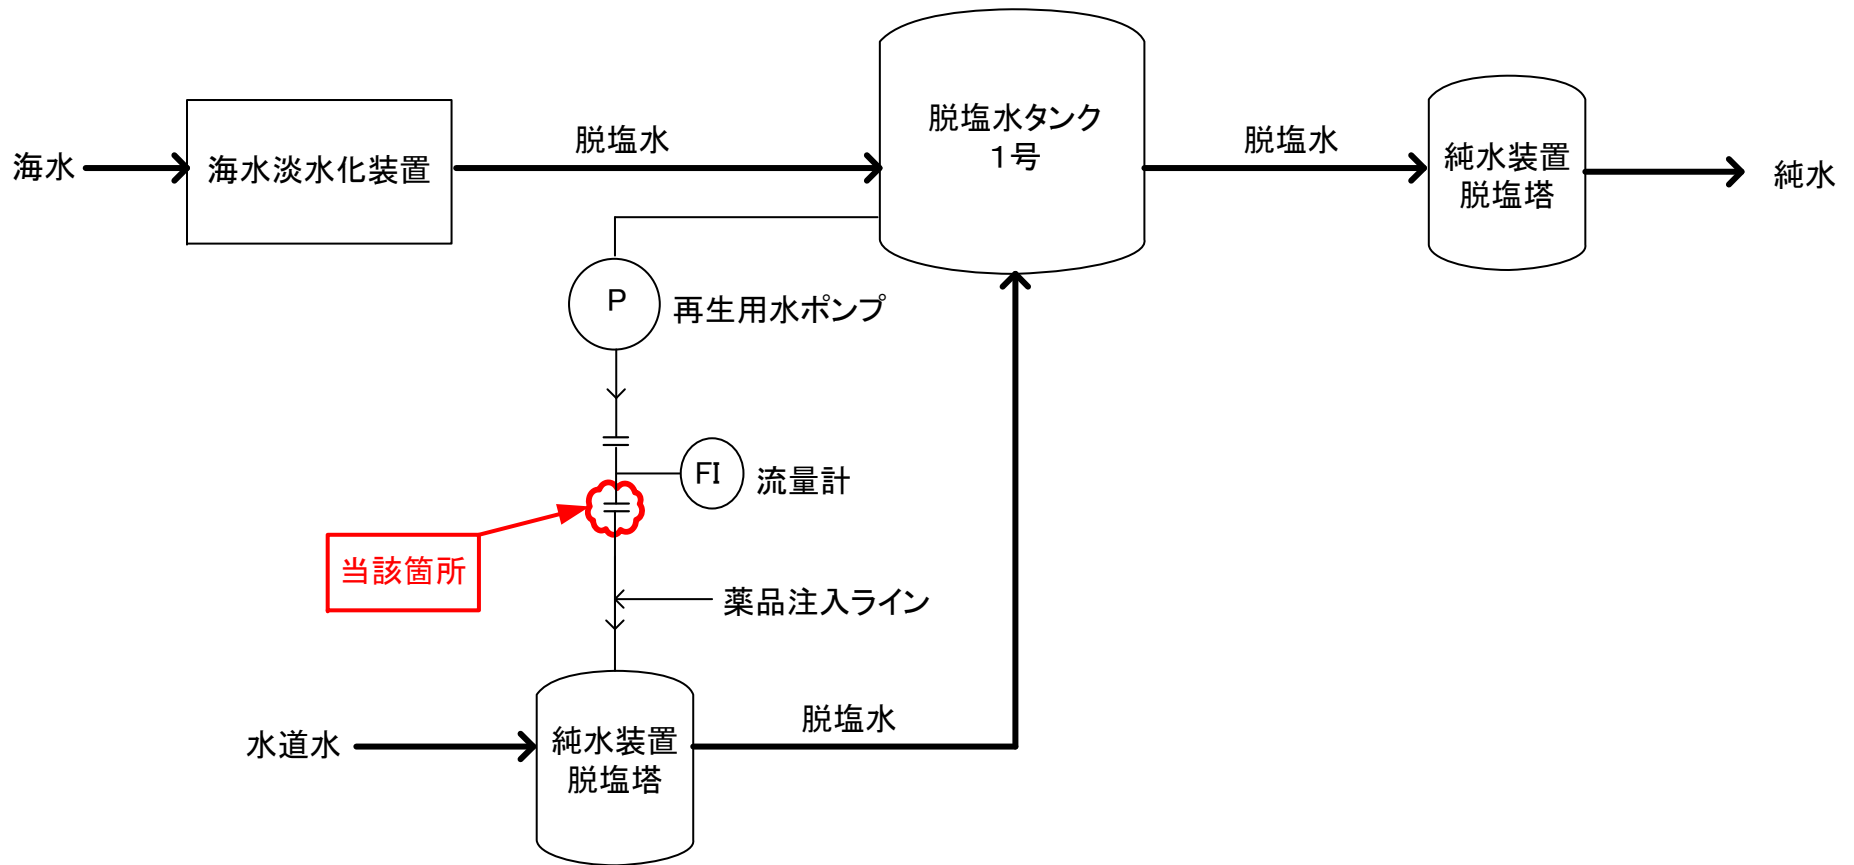 海水
海水淡水化装置
脱塩水
脱塩水タンク
1号
脱塩水
純水装置
脱塩塔
純水
P
再生用水ポンプ
FI
流量計
当該箇所
薬品注入ライン
水道水
純水装置
脱塩塔
脱塩水